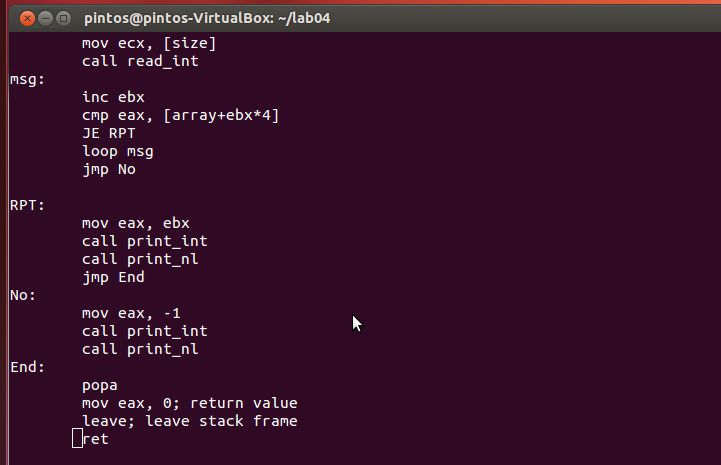 pintos@pintos-VirtualBox: ~/lab04
mov ecx, [size]
call read_int
msg:
inc ebx
cmp eax, [array+ebx*4]
JE RPT
loop msg
jmp No
RPT:
mov eax, ebx
call print_int
call print_nl
jmp End
No:
mov eax, -1
call print_int
call print_nl
End:
popa
mov eax, 0; return value
leave; leave stack frame
ret